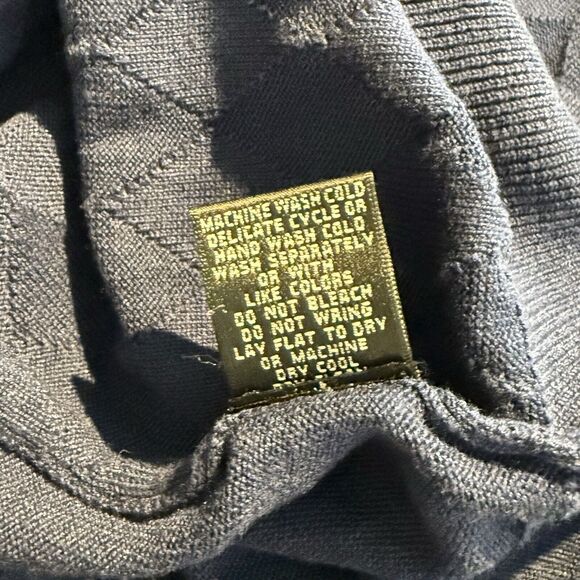 MACHINE WASH COLD
DELICATE CYCLE OR
HAND WASH COLD
WASH SEPARATELY
OR WITH
LIKE COLORS
DO NOT BLEACH
DO NOT WRING
LAY FLAT TO DRY
OR MACHINE
DRY COOL